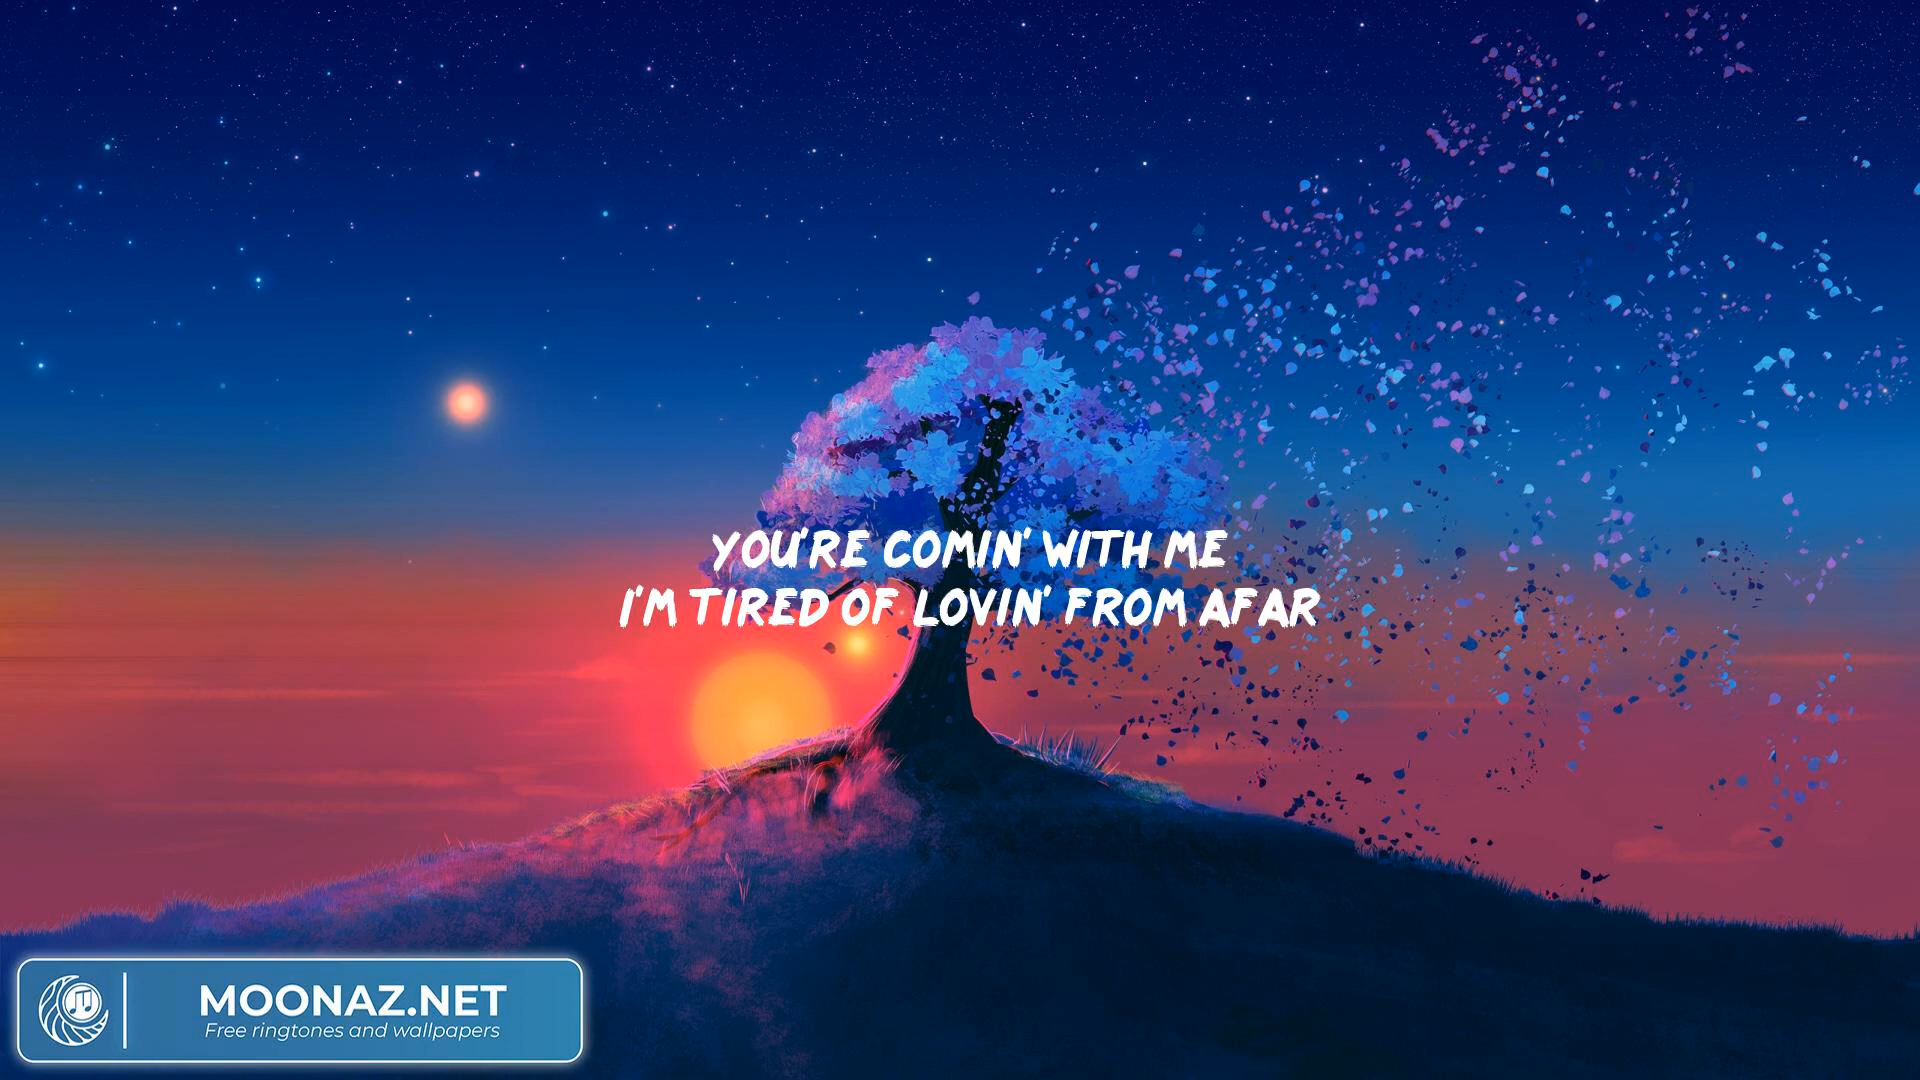 YOU'RE COMIN' WITH ME
I'M TIRED OF LOVIN' FROM AFAR
MOONAZ.NET
Free ringtones and wallpapers